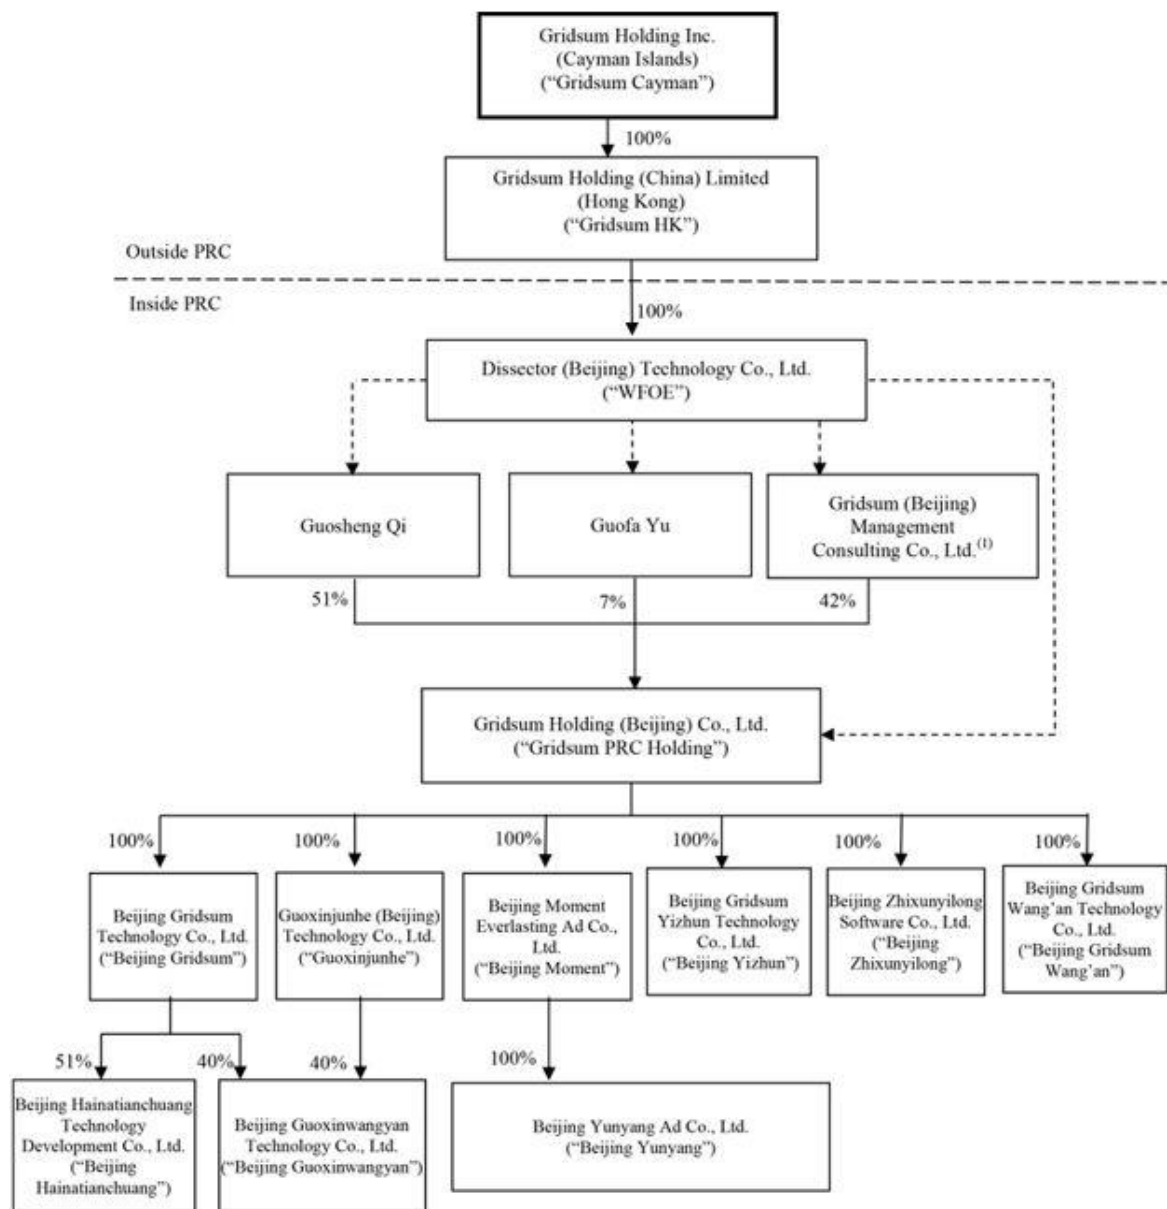 Gridsum Holding Inc.
(Cayman Islands)
(“Gridsum Cayman”)
100%
Gridsum Holding (China) Limited
(Hong Kong)
(“Gridsum HK”)
Outside PRC
Inside PRC
100%
Dissector (Beijing) Technology Co., Ltd.
(“WFOE”)
Guosheng Qi
Guofa Yu
Gridsum (Beijing)
Management
Consulting Co., Ltd.(1)
51%
7%
42%
Gridsum Holding (Beijing) Co., Ltd.
(“Gridsum PRC Holding”)
100%
100%
100%
100%
100%
100%
Beijing Gridsum
Technology Co., Ltd.
(“Beijing Gridsum”)
Guoxinjunhe (Beijing)
Technology Co., Ltd.
(“Guoxinjunhe”)
Beijing Moment
Everlasting Ad Co.,
Ltd.
(“Beijing Moment”)
Beijing Gridsum
Yizhun Technology
Co., Ltd.
(“Beijing Yizhun”)
Beijing Zhixunyilong
Software Co., Ltd.
(“Beijing
Zhixunyilong”)
Beijing Gridsum
Wang’an Technology
Co., Ltd.
(“Beijing Gridsum
Wang’an”)
51%
40%
40%
100%
Beijing Hainatianchuang
Technology
Development Co., Ltd.
(“Beijing
Hainatianchuang”)
Beijing Guoxinwangyan
Technology Co., Ltd.
(“Beijing Guoxinwangyan”)
Beijing Yunyang Ad Co., Ltd.
(“Beijing Yunyang”)